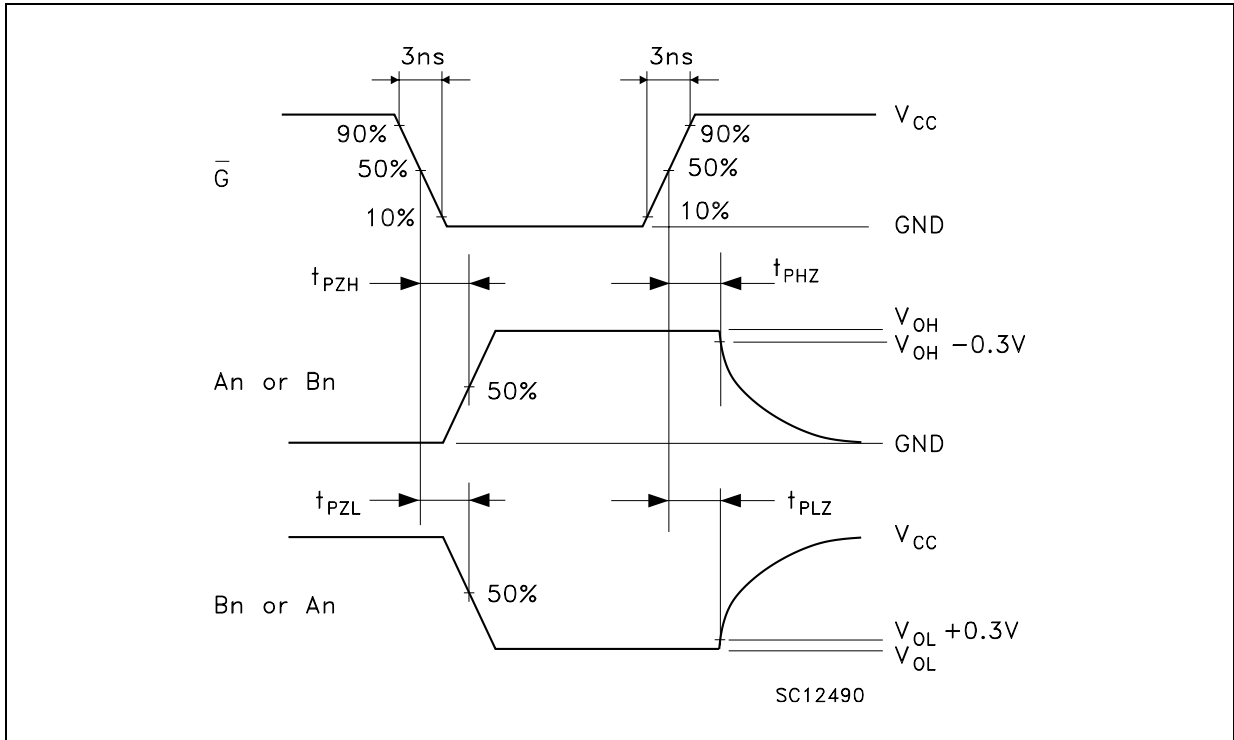 3ns 3ns
V_CC
90% 90%
50% 50%
G̅
10% 10%
GND
t_PZH t_PHZ
V_OH
V_OH −0.3V
An or Bn
50%
GND
t_PZL t_PLZ
V_CC
50%
Bn or An
V_OL +0.3V
V_OL
SC12490